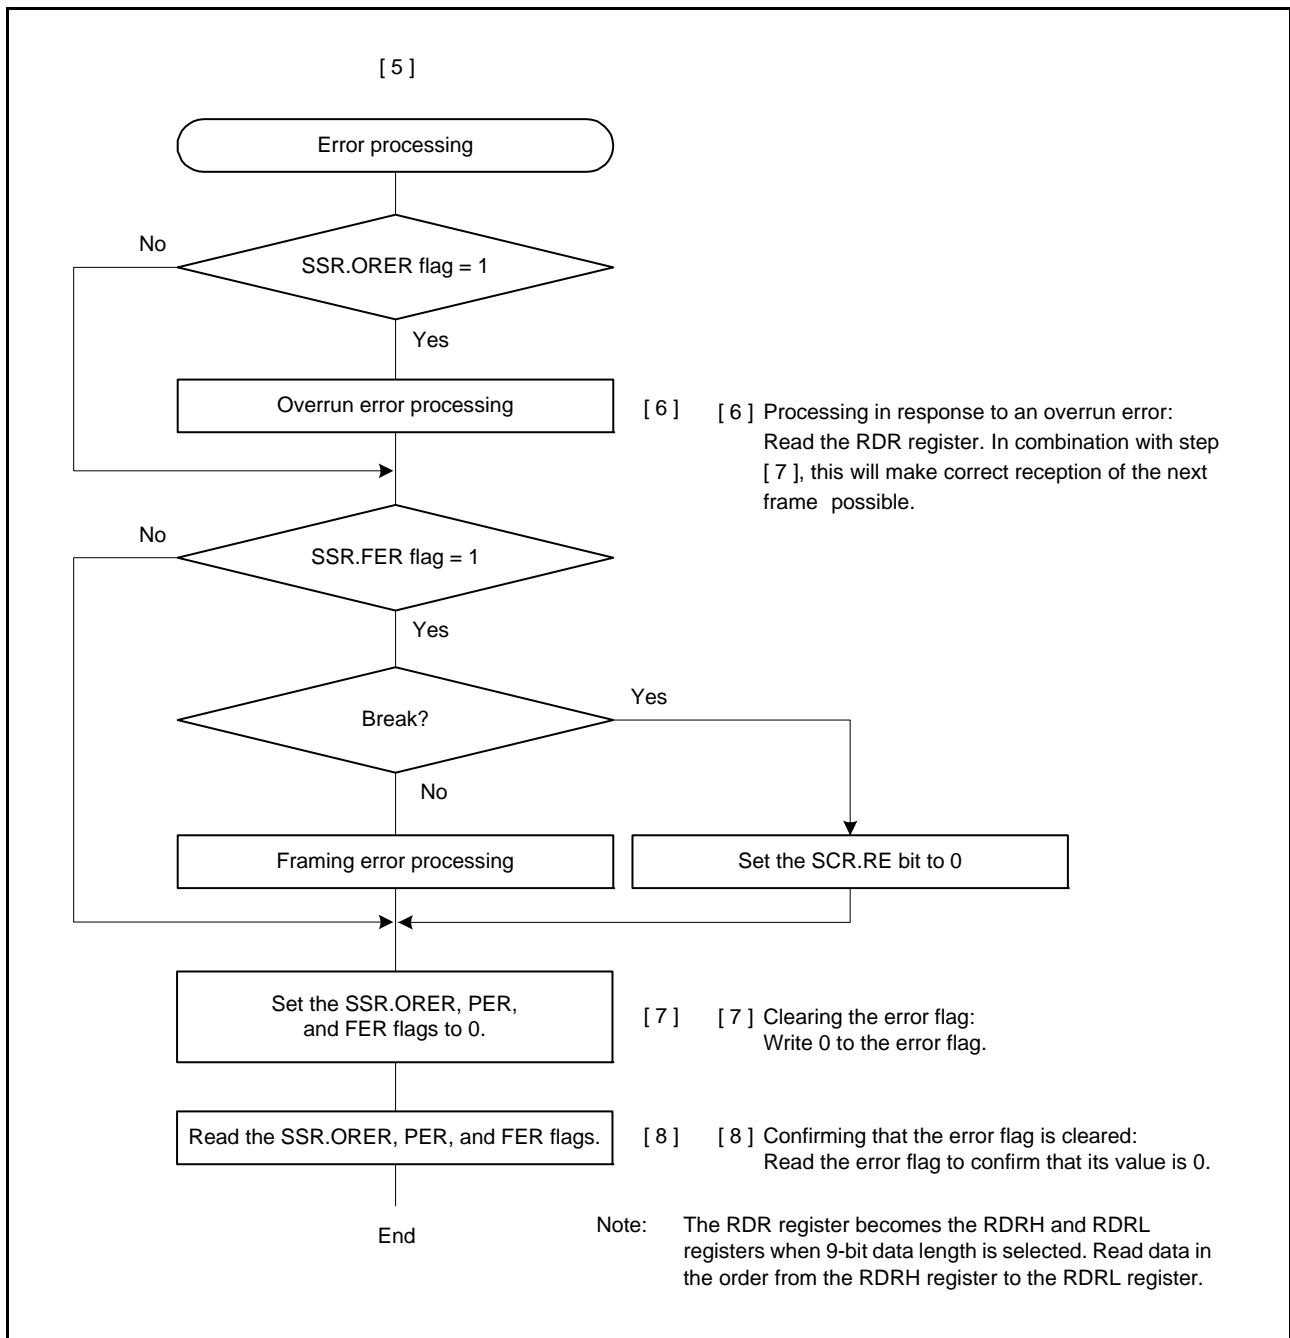 [ 5 ]
Error processing
No
SSR.ORER flag = 1
Yes
Overrun error processing
[ 6 ]
[ 6 ] Processing in response to an overrun error:
Read the RDR register. In combination with step
[ 7 ], this will make correct reception of the next
frame possible.
No
SSR.FER flag = 1
Yes
Break?
Yes
No
Framing error processing
Set the SCR.RE bit to 0
Set the SSR.ORER, PER,
and FER flags to 0.
[ 7 ]
[ 7 ] Clearing the error flag:
Write 0 to the error flag.
Read the SSR.ORER, PER, and FER flags.
[ 8 ]
[ 8 ] Confirming that the error flag is cleared:
Read the error flag to confirm that its value is 0.
End
Note: The RDR register becomes the RDRH and RDRL
registers when 9-bit data length is selected. Read data in
the order from the RDRH register to the RDRL register.